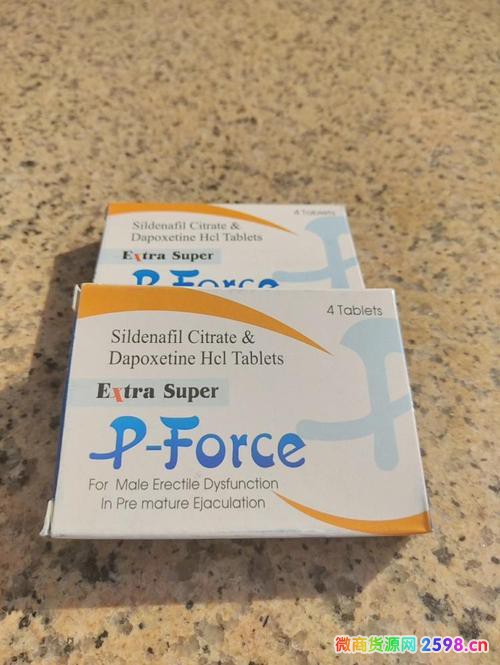 4 Tablets
Sildenafil Citrate &
Dapoxetine Hcl Tablets
Extra Super
P-Force
4 Tablets
Sildenafil Citrate &
Dapoxetine Hcl Tablets
Extra Super
P-Force
For Male Erectile Dysfunction
In Pre mature Ejaculation
微商货源网 2598.cn